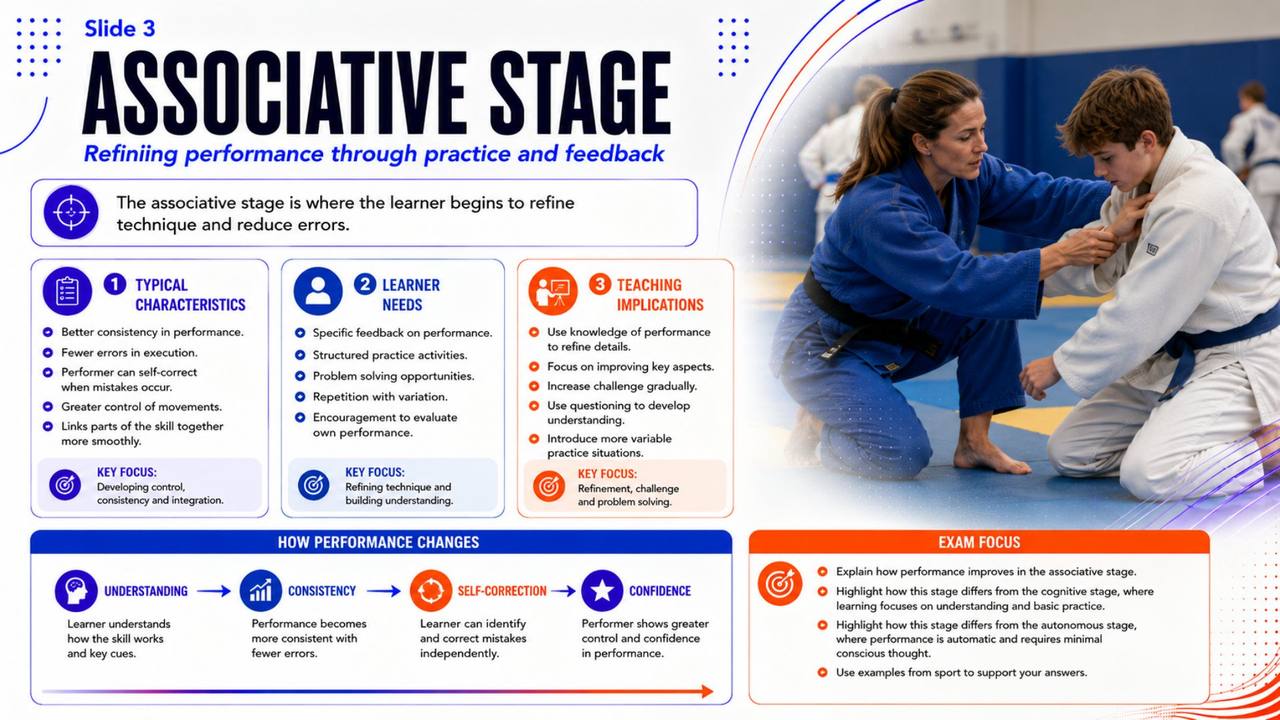 Slide 3
ASSOCIATIVE STAGE
Refiniing performance through practice and feedback
The associative stage is where the learner begins to refine
technique and reduce errors.
1 TYPICAL
CHARACTERISTICS
Better consistency in performance.
Fewer errors in execution.
Performer can self-correct
when mistakes occur.
Greater control of movements.
Links parts of the skill together
more smoothly.
KEY FOCUS:
Developing control,
consistency and integration.
2 LEARNER
NEEDS
Specific feedback on performance.
Structured practice activities.
Problem solving opportunities.
Repetition with variation.
Encouragement to evaluate
own performance.
KEY FOCUS:
Refining technique and
building understanding.
3 TEACHING
IMPLICATIONS
Use knowledge of performance
to refine details.
Focus on improving key aspects.
Increase challenge gradually.
Use questioning to develop
understanding.
Introduce more variable
practice situations.
KEY FOCUS:
Refinement, challenge
and problem solving.
HOW PERFORMANCE CHANGES
UNDERSTANDING
Learner understands
how the skill works
and key cues.
CONSISTENCY
Performance becomes
more consistent with
fewer errors.
SELF-CORRECTION
Learner can identify
and correct mistakes
independently.
CONFIDENCE
Performer shows greater
control and confidence
in performance.
EXAM FOCUS
Explain how performance improves in the associative stage.
Highlight how this stage differs from the cognitive stage, where
learning focuses on understanding and basic practice.
Highlight how this stage differs from the autonomous stage,
where performance is automatic and requires minimal
conscious thought.
Use examples from sport to support your answers.